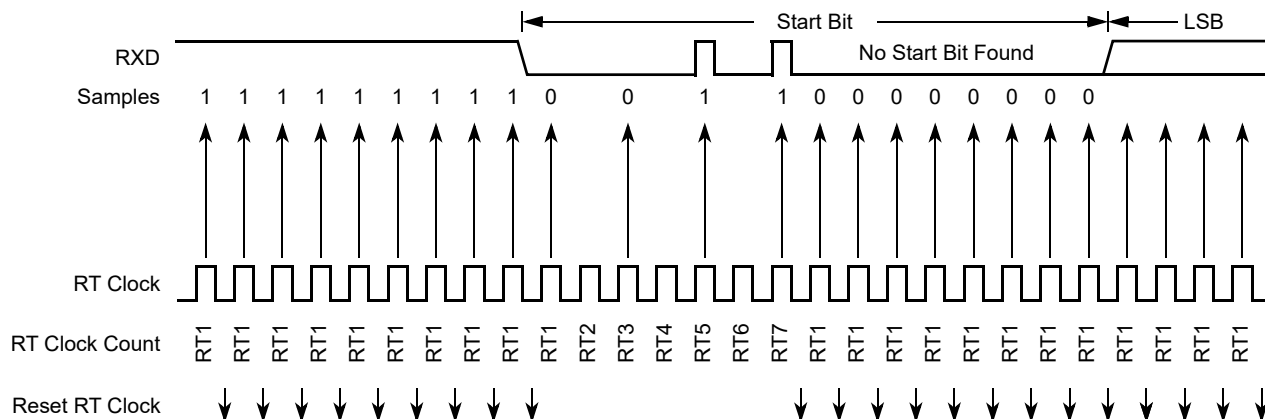 Start Bit LSB
RXD No Start Bit Found
Samples 1 1 1 1 1 1 1 1 1 0 0 1 1 0 0 0 0 0 0 0 0
RT Clock
RT Clock Count RT1 RT1 RT1 RT1 RT1 RT1 RT1 RT1 RT1 RT1 RT2 RT3 RT4 RT5 RT6 RT7 RT1 RT1 RT1 RT1 RT1 RT1 RT1 RT1 RT1 RT1 RT1 RT1
Reset RT Clock